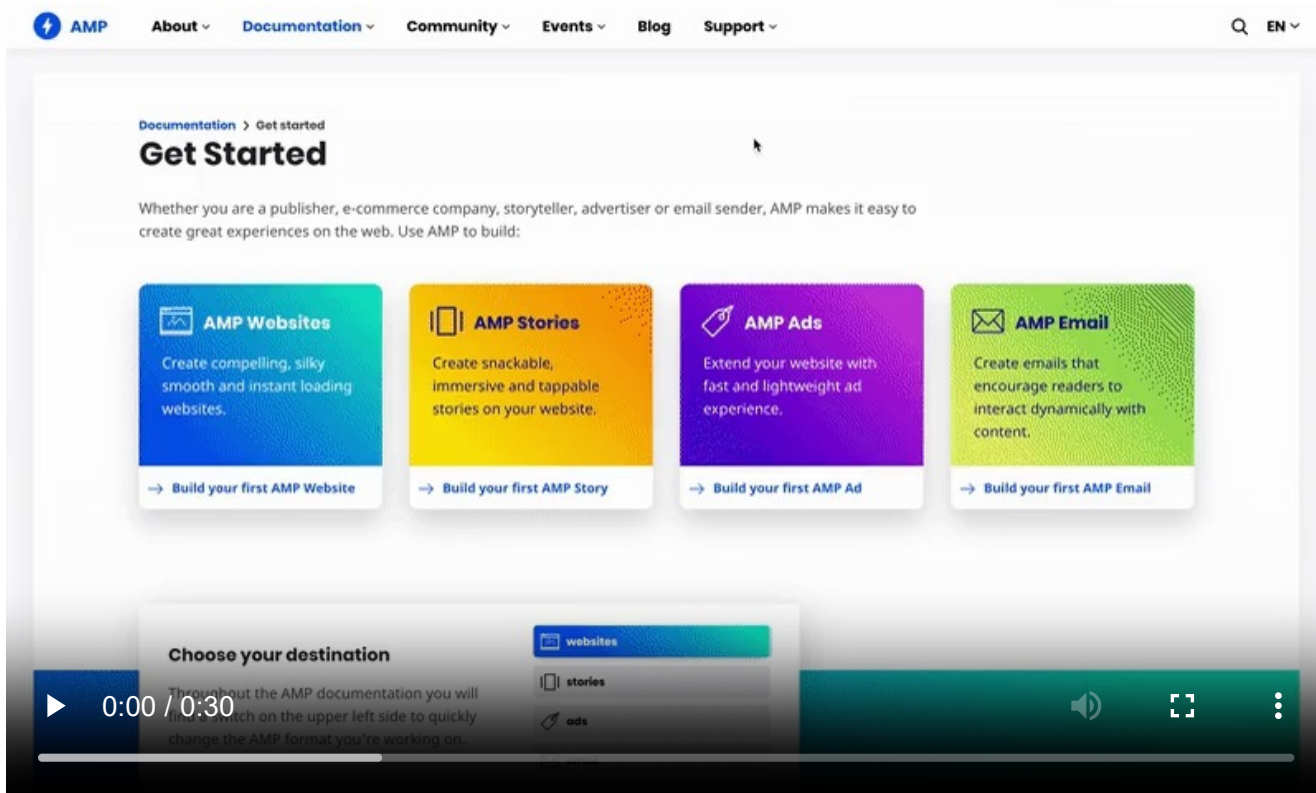 AMP About Documentation Community Events Blog Support EN
Documentation > Get started
Get Started
Whether you are a publisher, e-commerce company, storyteller, advertiser or email sender, AMP makes it easy to
create great experiences on the web. Use AMP to build:
AMP Websites
Create compelling, silky
smooth and instant loading
websites.
Build your first AMP Website
AMP Stories
Create snackable,
immersive and tappable
stories on your website.
Build your first AMP Story
AMP Ads
Extend your website with
fast and lightweight ad
experience.
Build your first AMP Ad
AMP Email
Create emails that
encourage readers to
interact dynamically with
content.
Build your first AMP Email
Choose your destination
Throughout the AMP documentation you will
find a switch on the upper left side to quickly
change the AMP format you're working on.
websites
stories
ads
email
0:00 / 0:30